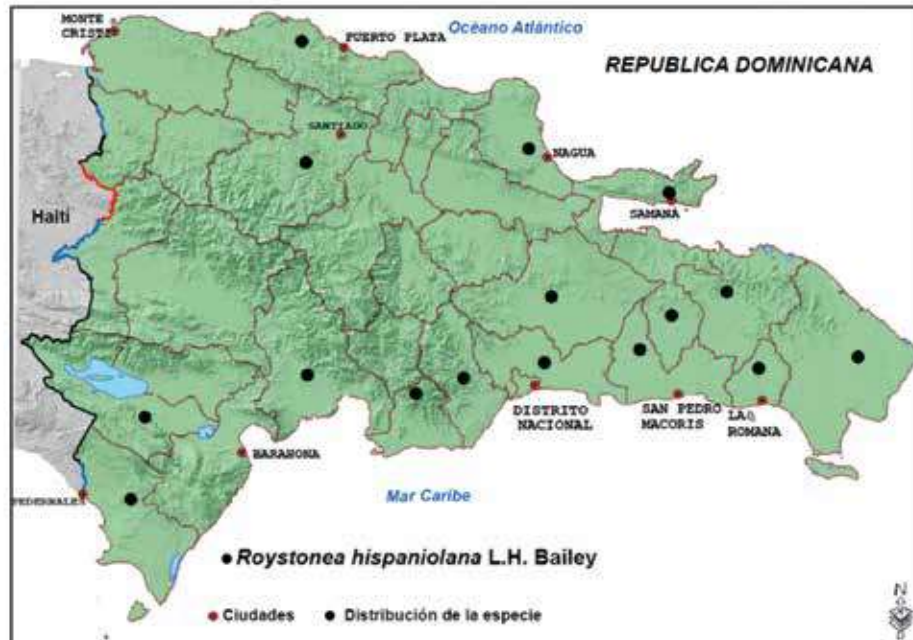 MONTE
CRISTI
PUERTO PLATA
Océano Atlántico
REPUBLICA DOMINICANA
SANTIAGO
NAGUA
SAMANA
Haití
DISTRITO
NACIONAL
SAN PEDRO
MACORIS
LA
ROMANA
BARAHONA
PEDERNALES
Mar Caribe
Roystonea hispaniolana L.H. Bailey
Ciudades
Distribución de la especie
N